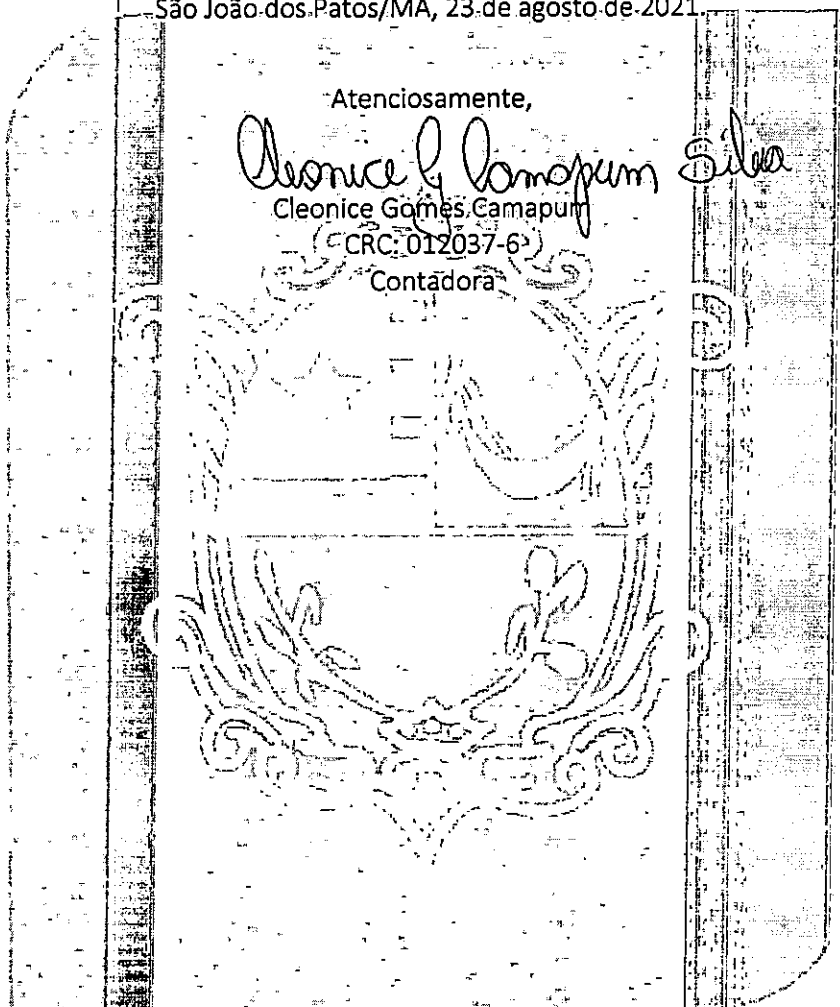 São João dos Patos/MA, 23 de agosto de 2021.
Atenciosamente,
Cleonice G Camapum Silva
Cleonice Gomes Camapum
CRC: 012037-6
Contadora